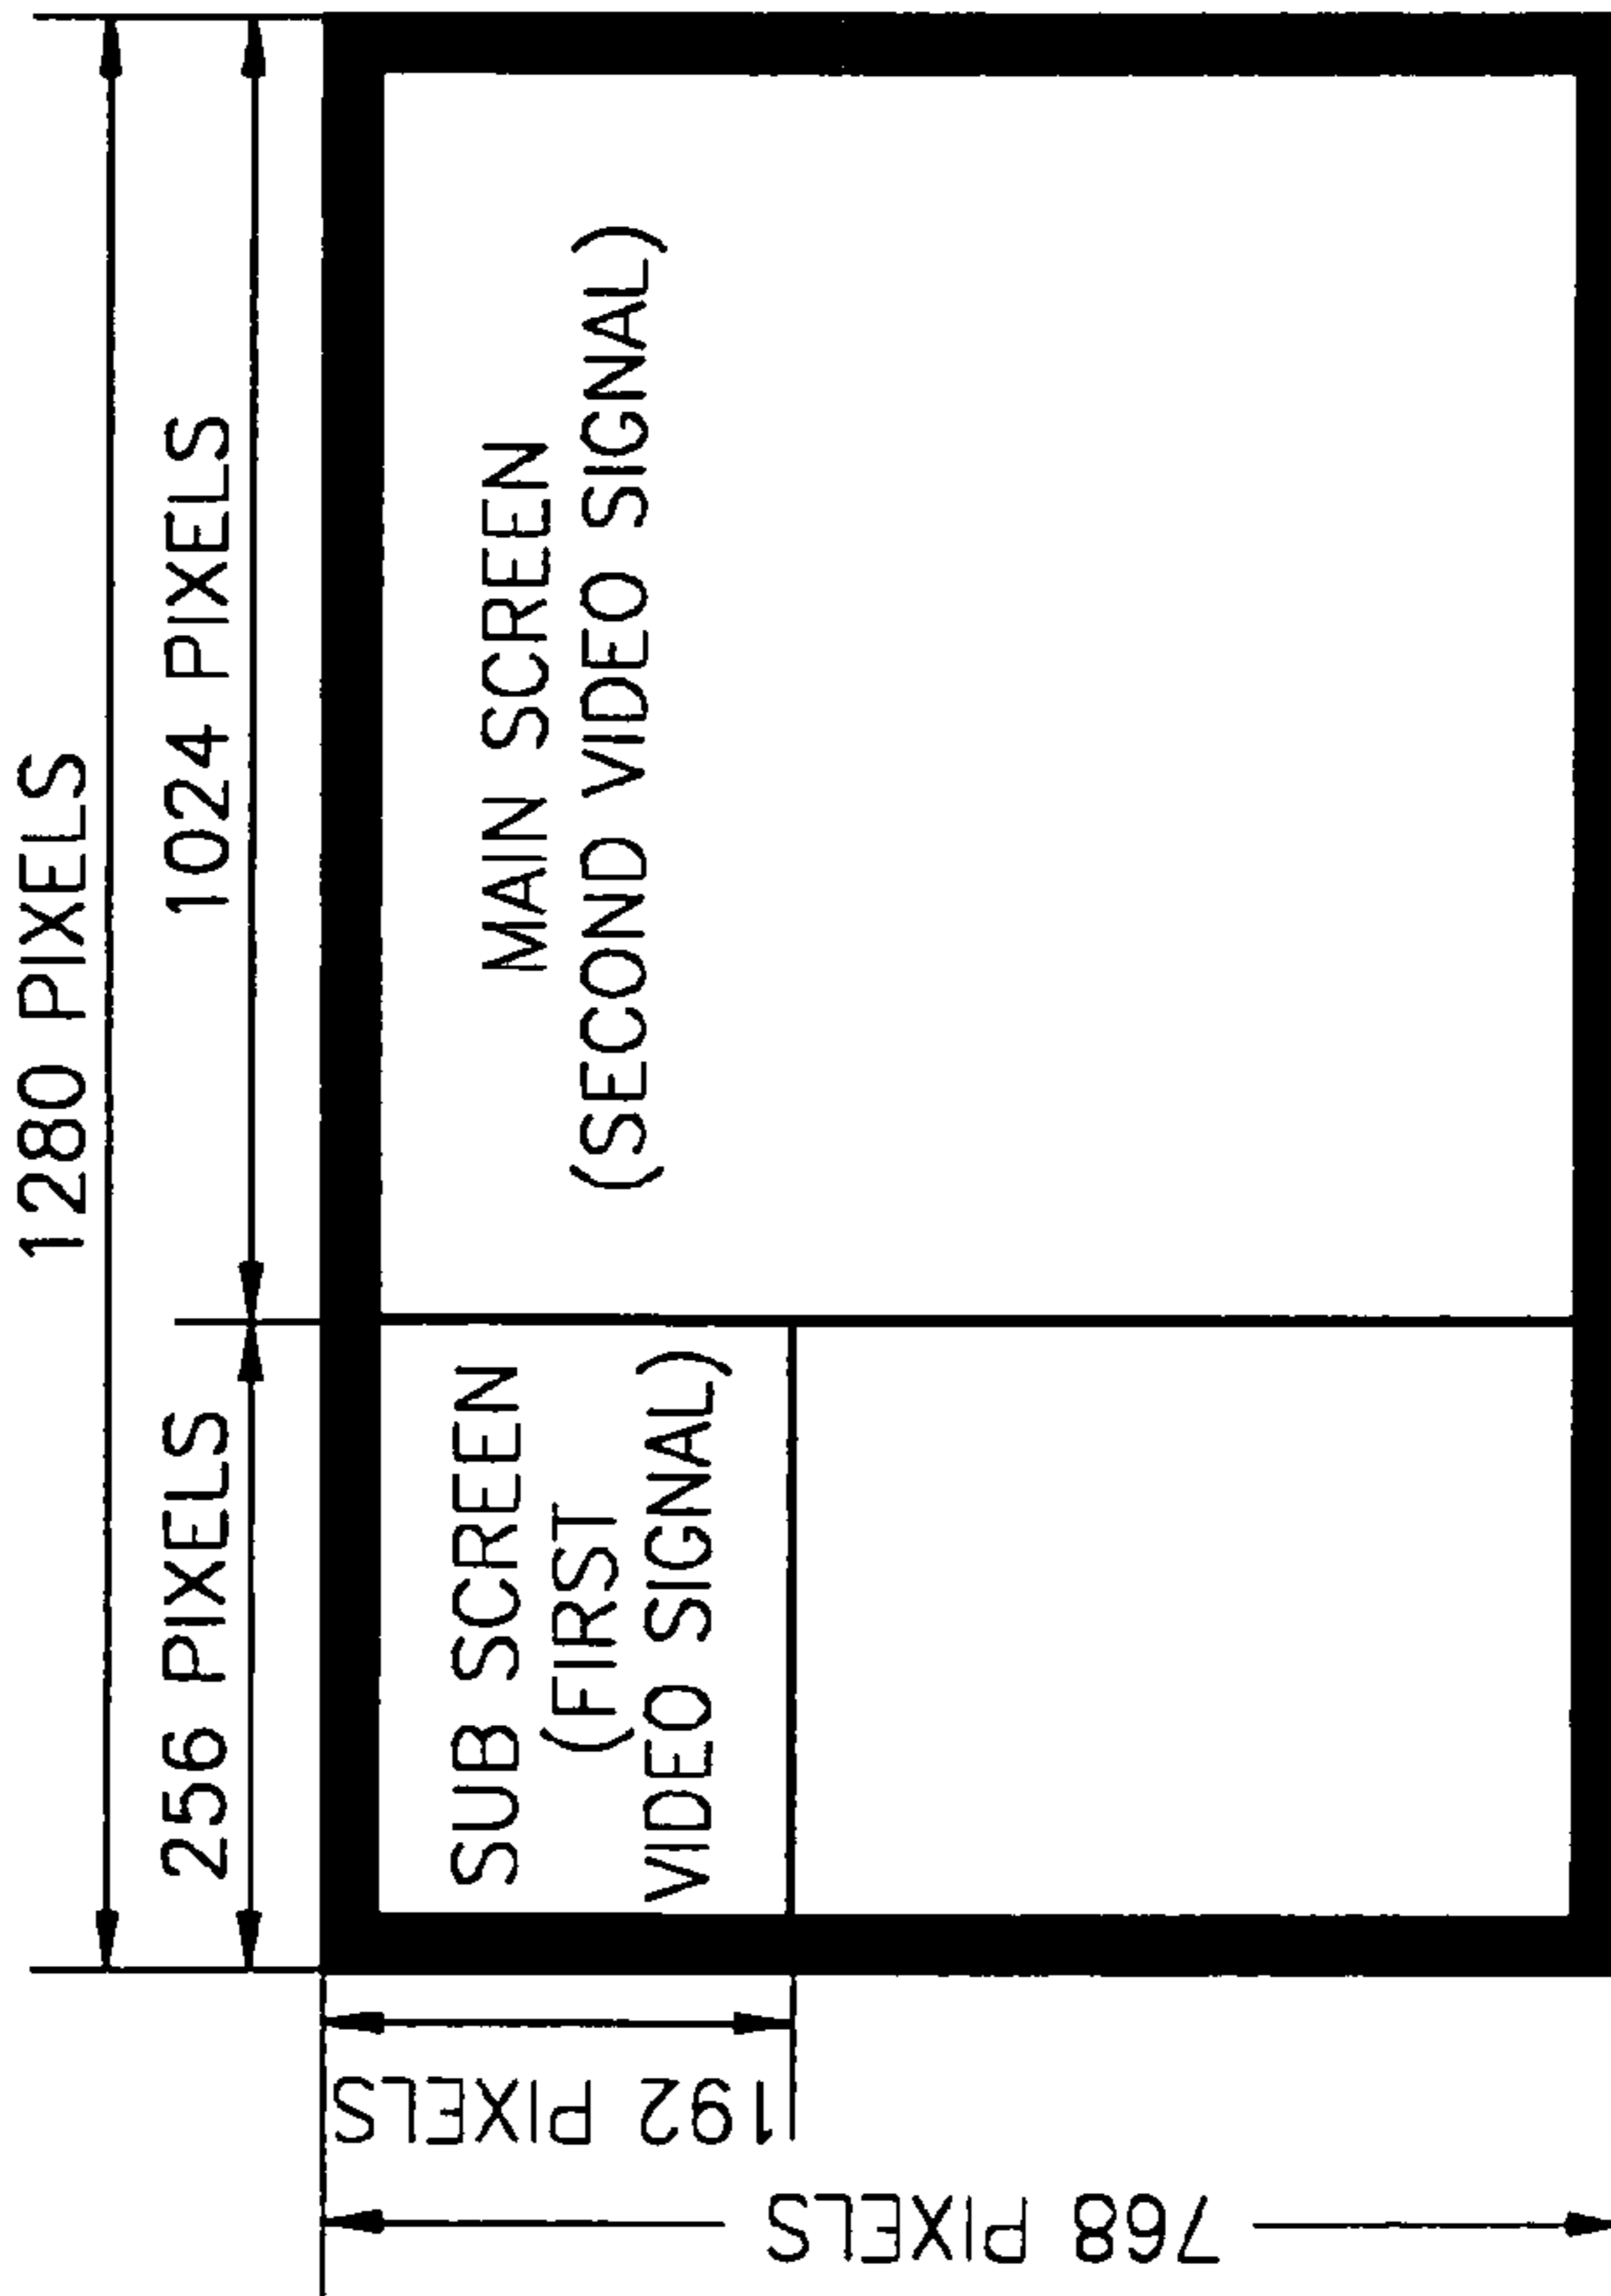 1280 PIXELS
256 PIXELS
1024 PIXELS
192 PIXELS
768 PIXELS
SUB SCREEN
(FIRST
VIDEO SIGNAL)
MAIN SCREEN
(SECOND VIDEO SIGNAL)